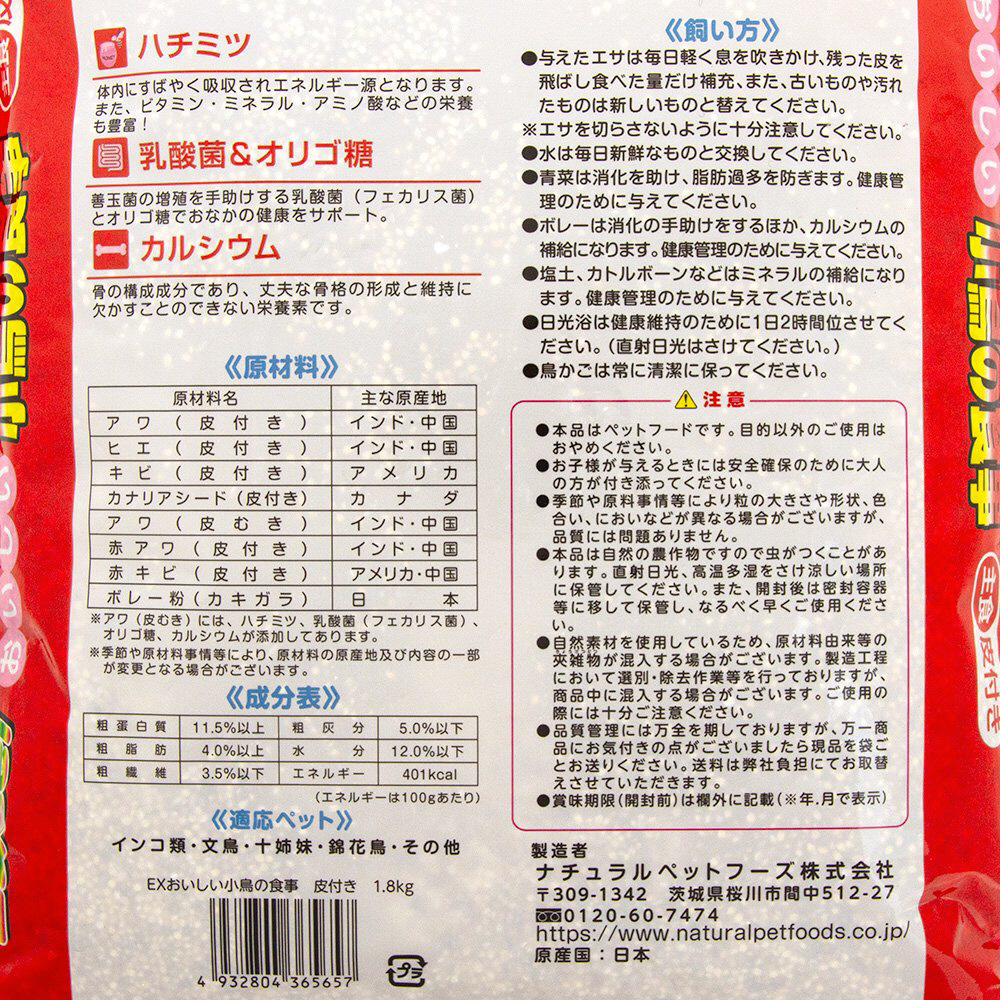 ハチミツ
体内にすばやく吸収されエネルギー源となります。
また、ビタミン・ミネラル・アミノ酸などの栄養
も豊富！
乳酸菌&オリゴ糖
善玉菌の増殖を手助けする乳酸菌（フェカリス菌）
とオリゴ糖でおなかの健康をサポート。
カルシウム
骨の構成成分であり、丈夫な骨格の形成と維持に
欠かすことのできない栄養素です。
《原材料》
原材料名 主な原産地
アワ（皮付き） インド・中国
ヒエ（皮付き） インド・中国
キビ（皮付き） アメリカ
カナリアシード（皮付き） カナダ
アワ（皮むき） インド・中国
赤アワ（皮付き） インド・中国
赤キビ（皮付き） アメリカ・中国
ボレー粉（カキガラ） 日本
※アワ（皮むき）には、ハチミツ、乳酸菌（フェカリス菌）、
オリゴ糖、カルシウムが添加してあります。
※季節や原材料事情等により、原材料の原産地及び内容の一部
が変更となる場合がございます。
《成分表》
粗蛋白質 11.5%以上 粗灰分 5.0%以下
粗脂肪 4.0%以上 水分 12.0%以下
粗繊維 3.5%以下 エネルギー 401kcal
（エネルギーは100gあたり）
《適応ペット》
インコ類・文鳥・十姉妹・錦花鳥・その他
EXおいしい小鳥の食事 皮付き 1.8kg
4 932804 365657
プラ
《飼い方》
●与えたエサは毎日軽く息を吹きかけ、残った皮を
飛ばし食べた量だけ補充、また、古いものや汚れ
たものは新しいものと替えてください。
※エサを切らさないように十分注意してください。
●水は毎日新鮮なものと交換してください。
●青菜は消化を助け、脂肪過多を防ぎます。健康管
理のために与えてください。
●ボレーは消化の手助けをするほか、カルシウムの
補給になります。健康管理のために与えてください。
●塩土、カトルボーンなどはミネラルの補給になり
ます。健康管理のために与えてください。
●日光浴は健康維持のために1日2時間位させてく
ださい。（直射日光はさけてください。）
●鳥かごは常に清潔に保ってください。
注意
●本品はペットフードです。目的以外のご使用は
おやめください。
●お子様が与えるときには安全確保のために大人
の方が付き添ってください。
●季節や原料事情等により粒の大きさや形状、色
合い、においなどが異なる場合がございますが、
品質には問題ありません。
●本品は自然の農作物ですので虫がつくことがあ
ります。直射日光、高温多湿をさけ涼しい場所
に保管してください。また、開封後は密封容器
等に移して保管し、なるべく早くご使用くださ
い。
●自然素材を使用しているため、原材料由来等の
夾雑物が混入する場合がございます。製造工程
において選別・除去作業等を行っておりますが、
商品中に混入する場合がございます。ご使用の
際には十分ご注意ください。
●品質管理には万全を期しておりますが、万一商
品にお気付きの点がございましたら現品を袋ご
とお送りください。送料は弊社負担にてお取替
えさせていただきます。
●賞味期限（開封前）は欄外に記載（※年.月で表示）
製造者
ナチュラルペットフーズ株式会社
〒309-1342 茨城県桜川市間中512-27
0120-60-7474
https://www.naturalpetfoods.co.jp/
原産国：日本
おいしい
小鳥の食事
主食
皮付き
小鳥の食事
おいしい